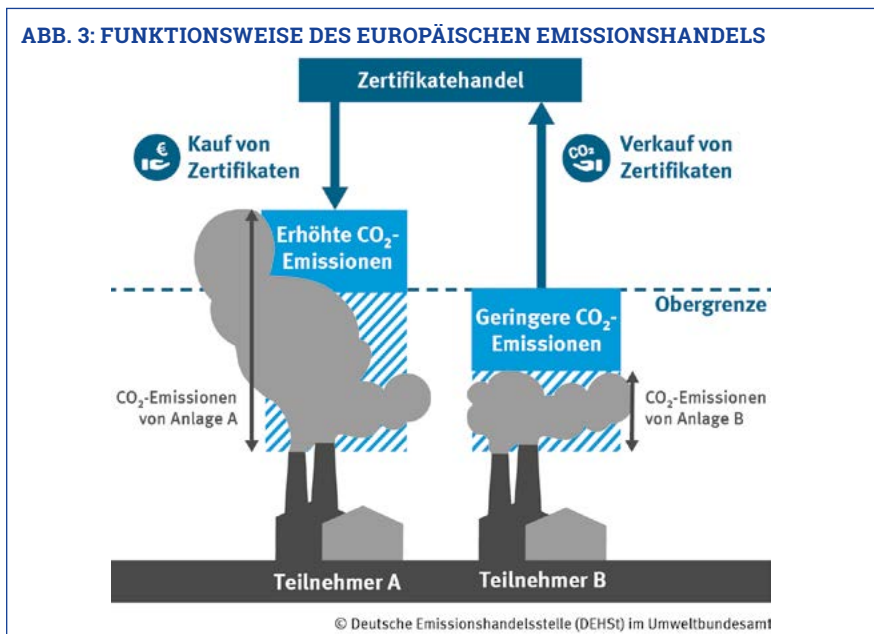 ABB. 3: FUNKTIONSWEISE DES EUROPÄISCHEN EMISSIONSHANDELS
Zertifikatehandel
€
Kauf von
Zertifikaten
CO₂
Verkauf von
Zertifikaten
Erhöhte CO₂-
Emissionen
Obergrenze
Geringere CO₂-
Emissionen
CO₂-Emissionen
von Anlage A
CO₂-Emissionen
von Anlage B
Teilnehmer A
Teilnehmer B
© Deutsche Emissionshandelsstelle (DEHSt) im Umweltbundesamt